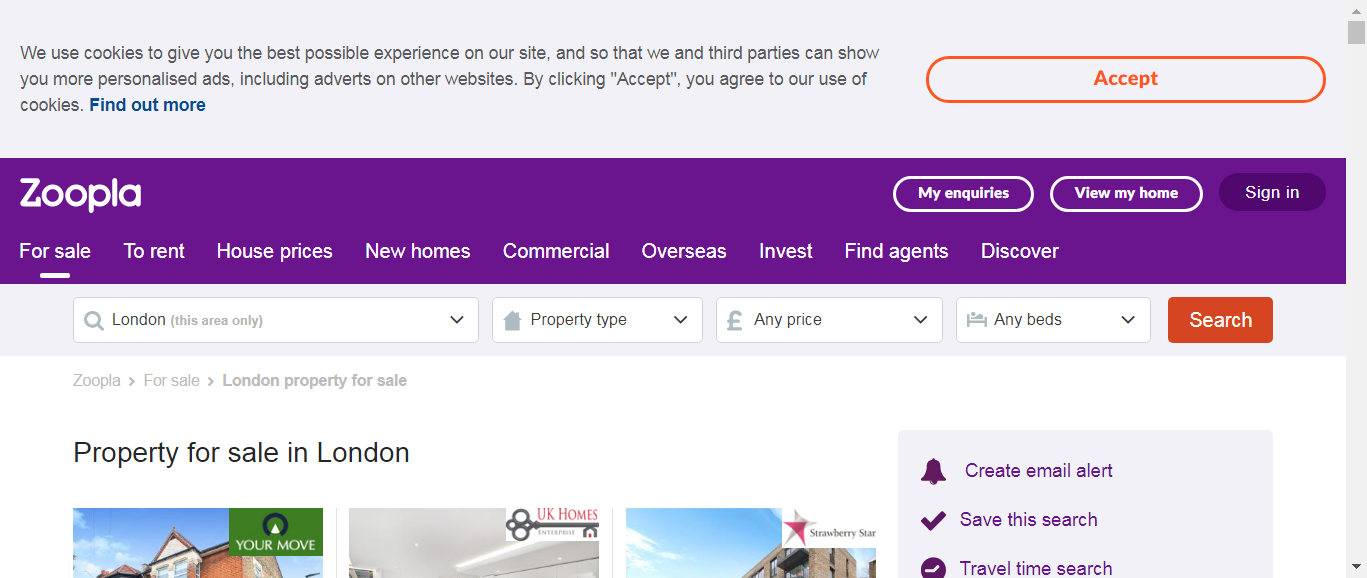 We use cookies to give you the best possible experience on our site, and so that we and third parties can show
you more personalised ads, including adverts on other websites. By clicking "Accept", you agree to our use of
cookies. Find out more
Accept
Zoopla
My enquiries
View my home
Sign in
For sale
To rent
House prices
New homes
Commercial
Overseas
Invest
Find agents
Discover
London (this area only)
Property type
£ Any price
Any beds
Search
Zoopla > For sale > London property for sale
Property for sale in London
Create email alert
Save this search
Travel time search
YOUR MOVE
UK HOMES
ENTERPRISE
Strawberry Star